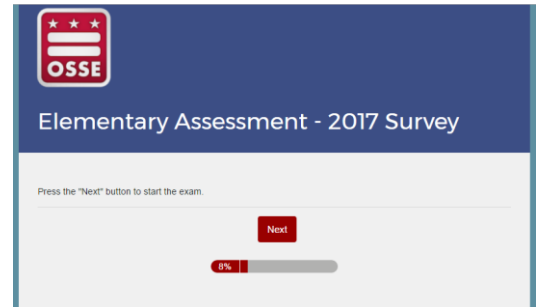 OSSE
Elementary Assessment - 2017 Survey
Press the "Next" button to start the exam.
Next
8%